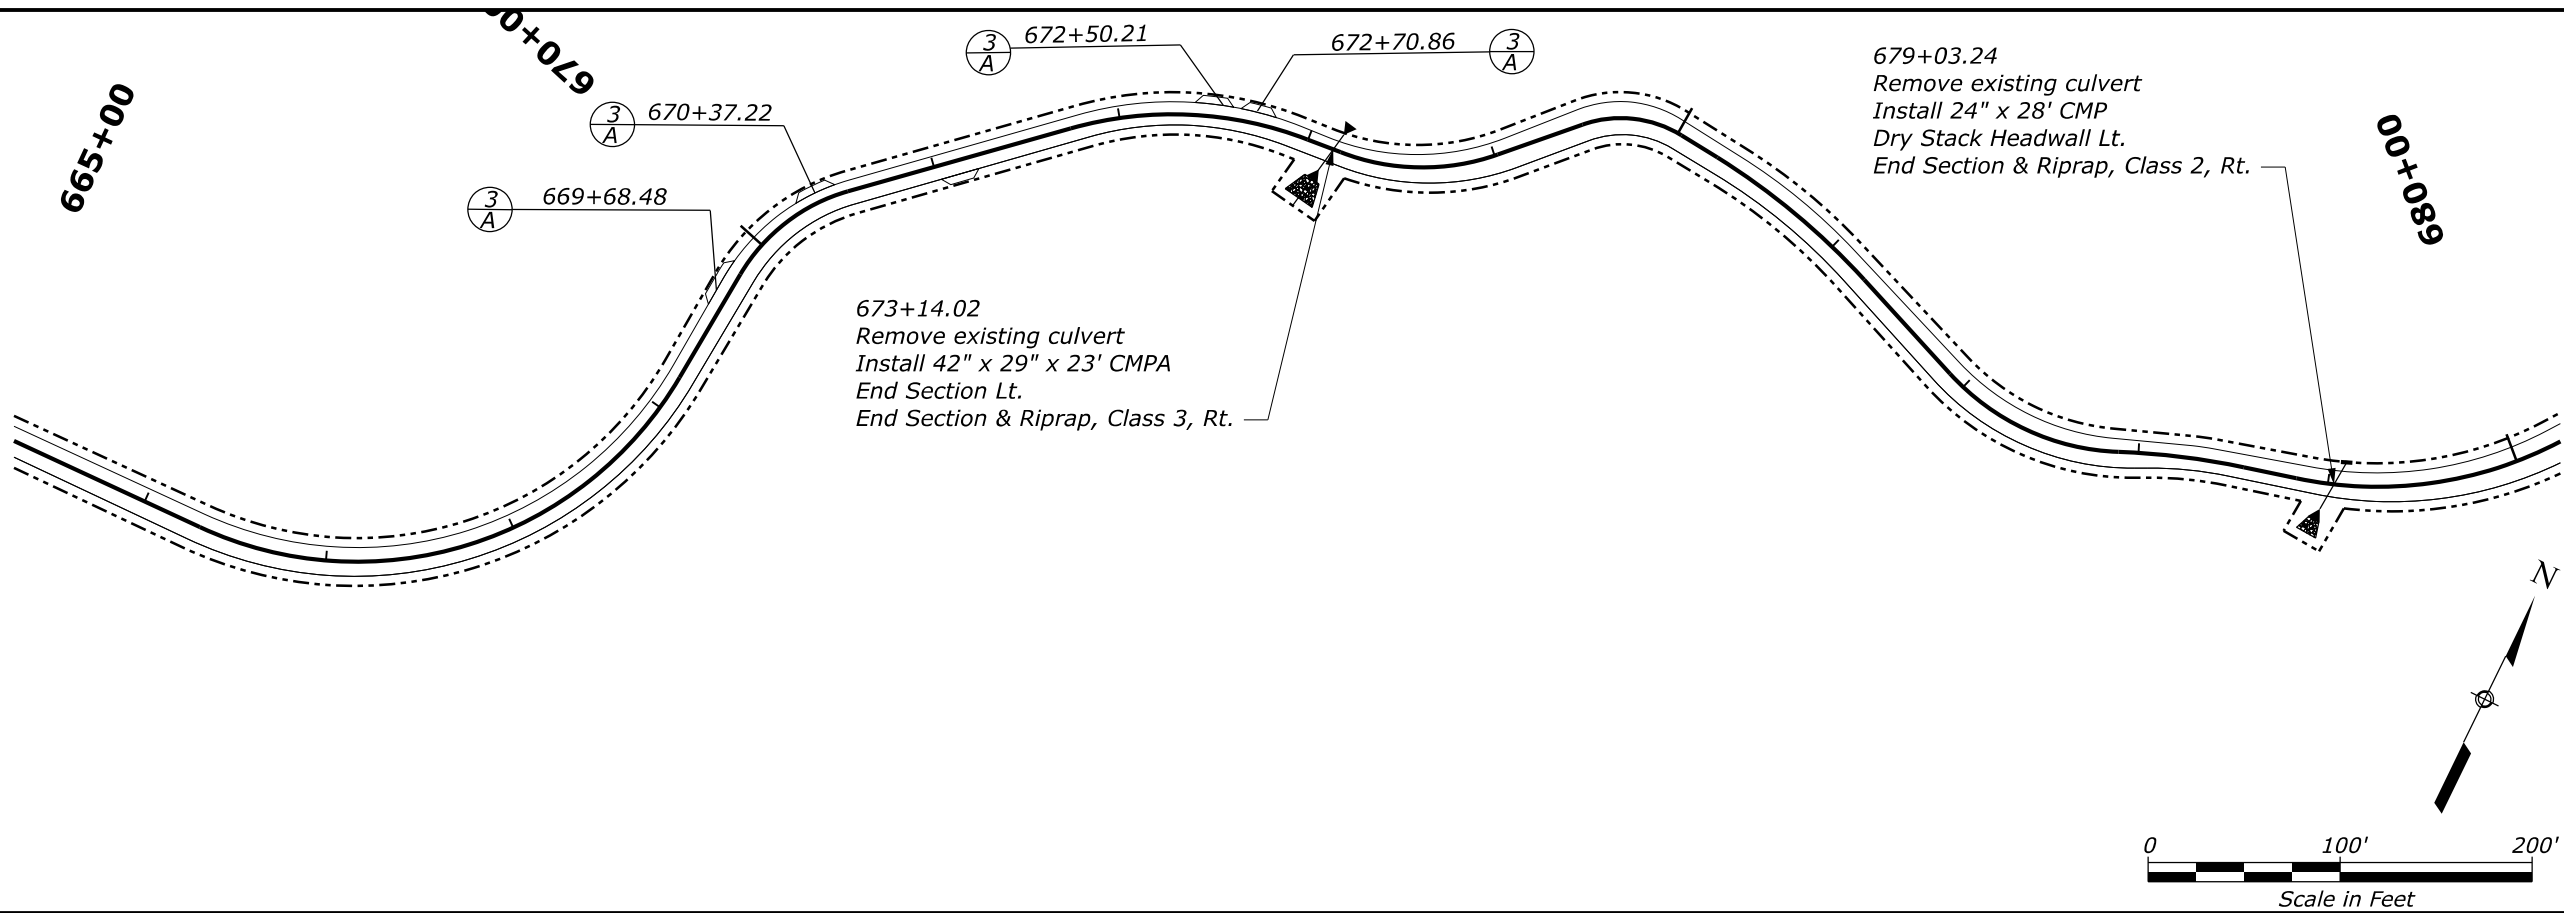 665+00
670+00
3
A
669+68.48
3
A
670+37.22
3
A
672+50.21
672+70.86
3
A
673+14.02
Remove existing culvert
Install 42" x 29" x 23' CMPA
End Section Lt.
End Section & Riprap, Class 3, Rt.
679+03.24
Remove existing culvert
Install 24" x 28' CMP
Dry Stack Headwall Lt.
End Section & Riprap, Class 2, Rt.
680+00
N
0 100' 200'
Scale in Feet